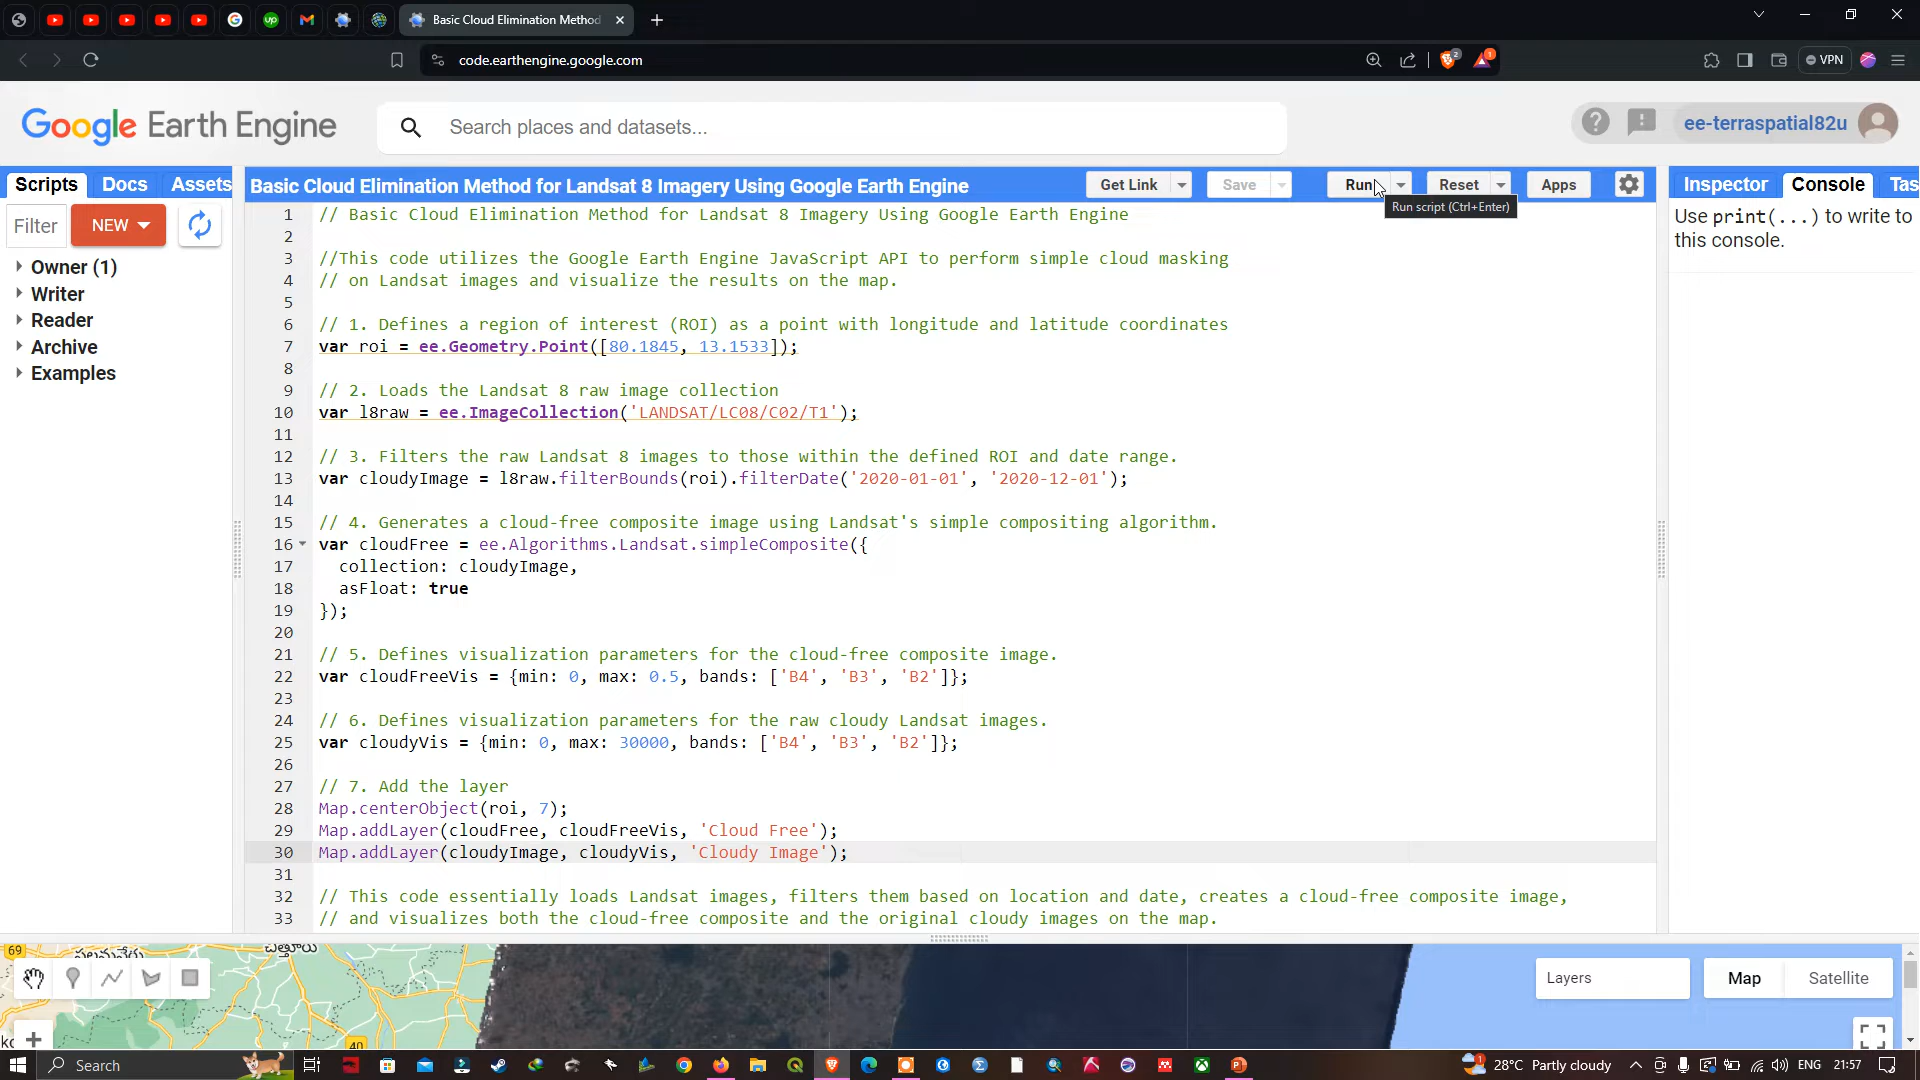 Basic Cloud Elimination Method
code.earthengine.google.com
2
1
VPN
Google Earth Engine
Search places and datasets...
ee-terraspatial82u
Scripts
Docs
Assets
Basic Cloud Elimination Method for Landsat 8 Imagery Using Google Earth Engine
Get Link
Save
Run
Reset
Apps
Inspector
Console
Tas
Run script (Ctrl+Enter)
Filter
NEW
Owner (1)
Writer
Reader
Archive
Examples
1 // Basic Cloud Elimination Method for Landsat 8 Imagery Using Google Earth Engine
2
3 //This code utilizes the Google Earth Engine JavaScript API to perform simple cloud masking
4 // on Landsat images and visualize the results on the map.
5
6 // 1. Defines a region of interest (ROI) as a point with longitude and latitude coordinates
7 var roi = ee.Geometry.Point([80.1845, 13.1533]);
8
9 // 2. Loads the Landsat 8 raw image collection
10 var l8raw = ee.ImageCollection('LANDSAT/LC08/C02/T1');
11
12 // 3. Filters the raw Landsat 8 images to those within the defined ROI and date range.
13 var cloudyImage = l8raw.filterBounds(roi).filterDate('2020-01-01', '2020-12-01');
14
15 // 4. Generates a cloud-free composite image using Landsat's simple compositing algorithm.
16 var cloudFree = ee.Algorithms.Landsat.simpleComposite({
17 collection: cloudyImage,
18 asFloat: true
19 });
20
21 // 5. Defines visualization parameters for the cloud-free composite image.
22 var cloudFreeVis = {min: 0, max: 0.5, bands: ['B4', 'B3', 'B2']};
23
24 // 6. Defines visualization parameters for the raw cloudy Landsat images.
25 var cloudyVis = {min: 0, max: 30000, bands: ['B4', 'B3', 'B2']};
26
27 // 7. Add the layer
28 Map.centerObject(roi, 7);
29 Map.addLayer(cloudFree, cloudFreeVis, 'Cloud Free');
30 Map.addLayer(cloudyImage, cloudyVis, 'Cloudy Image');
31
32 // This code essentially loads Landsat images, filters them based on location and date, creates a cloud-free composite image,
33 // and visualizes both the cloud-free composite and the original cloudy images on the map.
Use print(...) to write to
this console.
69
40
Layers
Map
Satellite
Search
28°C Partly cloudy
ENG
21:57